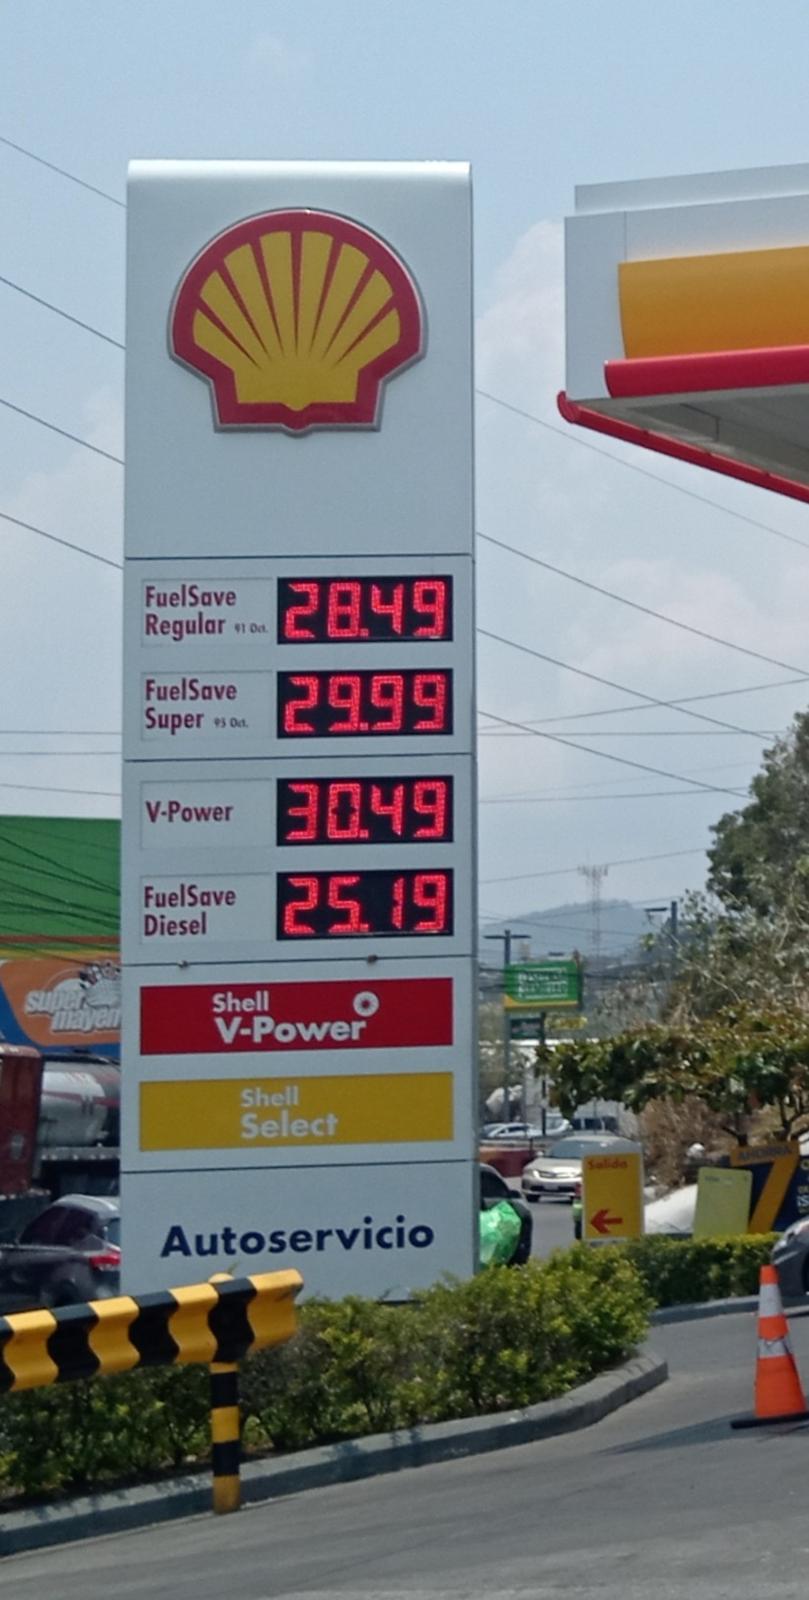 FuelSave
Regular 91 Oct.
28.49
FuelSave
Super 95 Oct.
29.99
V-Power
30.49
FuelSave
Diesel
25.19
Shell
V-Power
Shell
Select
Autoservicio
super
mayen
Salida
AHORRA